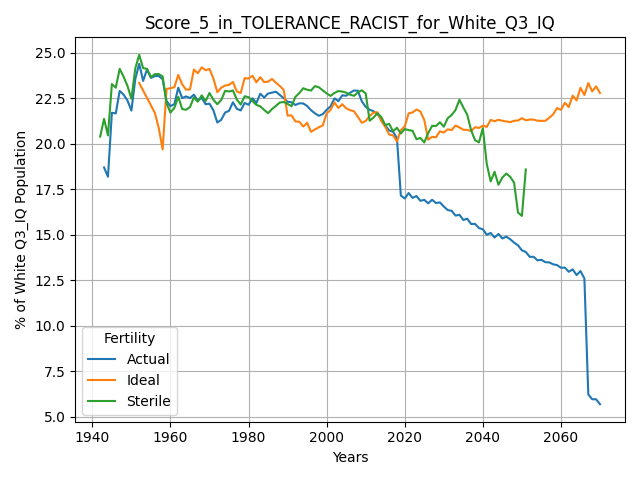 Score_5_in_TOLERANCE_RACIST_for_White_Q3_IQ
% of White Q3_IQ Population
25.0
22.5
20.0
17.5
15.0
12.5
10.0
7.5
5.0
Fertility
Actual
Ideal
Sterile
1940
1960
1980
2000
2020
2040
2060
Years